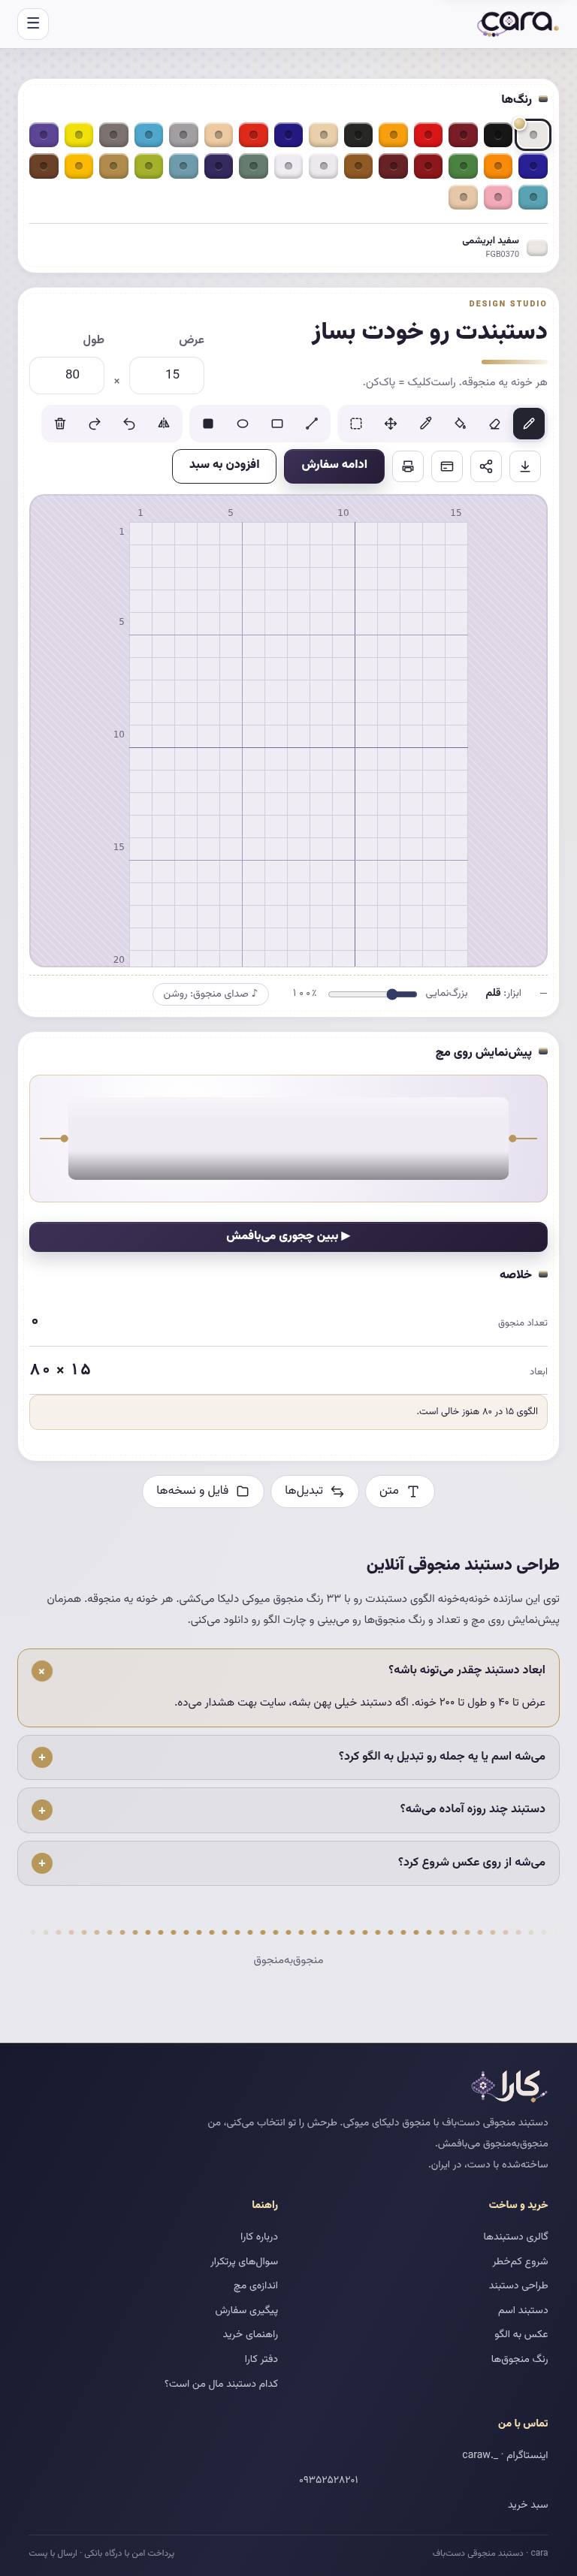 cara.
رنگ‌ها
سفید ابریشمی
FGB0370
DESIGN STUDIO
دستبندت رو خودت بساز
هر خونه یه منجوقه. راست‌کلیک = پاک‌کن.
عرض
طول
15 × 80
ادامه سفارش
افزودن به سبد
1 5 10 15
1
5
10
15
20
—
ابزار: قلم
بزرگ‌نمایی
۱۰۰٪
♪ صدای منجوق: روشن
پیش‌نمایش روی مچ
▶ ببین چجوری می‌بافمش
خلاصه
تعداد منجوق
۰
ابعاد
۱۵ × ۸۰
الگوی ۱۵ در ۸۰ هنوز خالی است.
متن
تبدیل‌ها
فایل و نسخه‌ها
طراحی دستبند منجوقی آنلاین
توی این سازنده خونه‌به‌خونه الگوی دستبندت رو با ۳۳ رنگ منجوق میوکی دلیکا می‌کشی. هر خونه یه منجوقه. همزمان
پیش‌نمایش روی مچ و تعداد و رنگ منجوق‌ها رو می‌بینی و چارت الگو رو دانلود می‌کنی.
ابعاد دستبند چقدر می‌تونه باشه؟
عرض تا ۴۰ و طول تا ۲۰۰ خونه. اگه دستبند خیلی پهن بشه، سایت بهت هشدار می‌ده.
می‌شه اسم یا یه جمله رو تبدیل به الگو کرد؟
دستبند چند روزه آماده می‌شه؟
می‌شه از روی عکس شروع کرد؟
منجوق‌به‌منجوق
کارا
دستبند منجوقی دست‌باف با منجوق دلیکای میوکی. طرحش را تو انتخاب می‌کنی، من
منجوق‌به‌منجوق می‌بافمش.
ساخته‌شده با دست، در ایران.
خرید و ساخت
گالری دستبندها
شروع کم‌خطر
طراحی دستبند
دستبند اسم
عکس به الگو
رنگ منجوق‌ها
راهنما
درباره کارا
سوال‌های پرتکرار
اندازه‌ی مچ
پیگیری سفارش
راهنمای خرید
دفتر کارا
کدام دستبند مال من است؟
تماس با من
اینستاگرام · caraw._
۰۹۳۵۲۵۲۸۲۰۱
سبد خرید
cara · دستبند منجوقی دست‌باف
پرداخت امن با درگاه بانکی · ارسال با پست